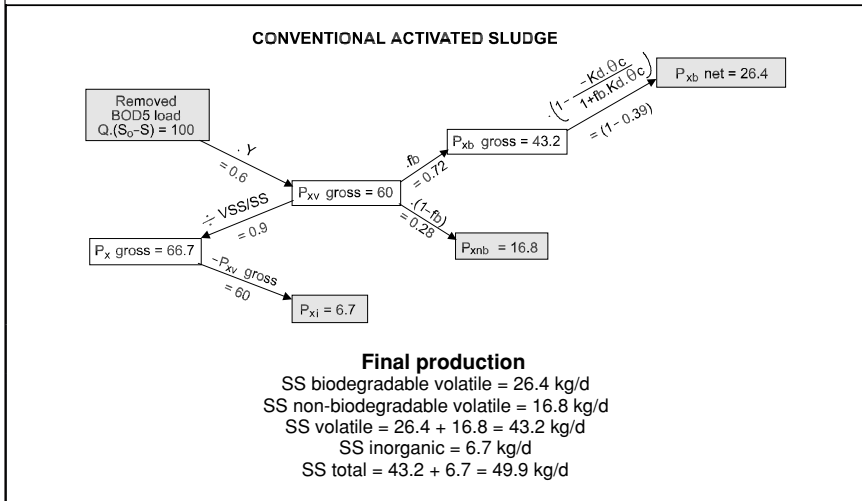 CONVENTIONAL ACTIVATED SLUDGE
Removed
BOD5 load
Q.(So-S) = 100
. Y
= 0.6
Pxv gross = 60
.fb
= 0.72
Pxb gross = 43.2
.(1- -Kd.θc / 1+fb.Kd.θc)
= (1-0.39)
Pxb net = 26.4
.(1-fb)
= 0.28
Pxnb = 16.8
÷ VSS/SS
= 0.9
Px gross = 66.7
-Pxv gross
= 60
Pxi = 6.7
Final production
SS biodegradable volatile = 26.4 kg/d
SS non-biodegradable volatile = 16.8 kg/d
SS volatile = 26.4 + 16.8 = 43.2 kg/d
SS inorganic = 6.7 kg/d
SS total = 43.2 + 6.7 = 49.9 kg/d